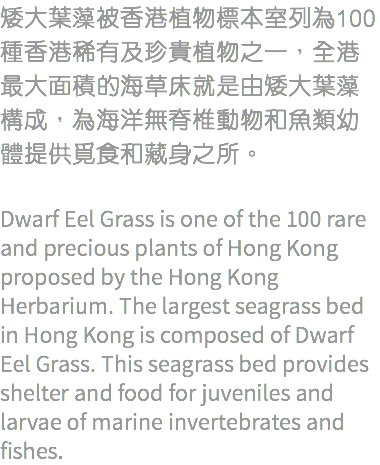 矮大葉藻被香港植物標本室列為100
種香港稀有及珍貴植物之一，全港
最大面積的海草床就是由矮大葉藻
構成，為海洋無脊椎動物和魚類幼
體提供覓食和藏身之所。
Dwarf Eel Grass is one of the 100 rare
and precious plants of Hong Kong
proposed by the Hong Kong
Herbarium. The largest seagrass bed
in Hong Kong is composed of Dwarf
Eel Grass. This seagrass bed provides
shelter and food for juveniles and
larvae of marine invertebrates and
fishes.